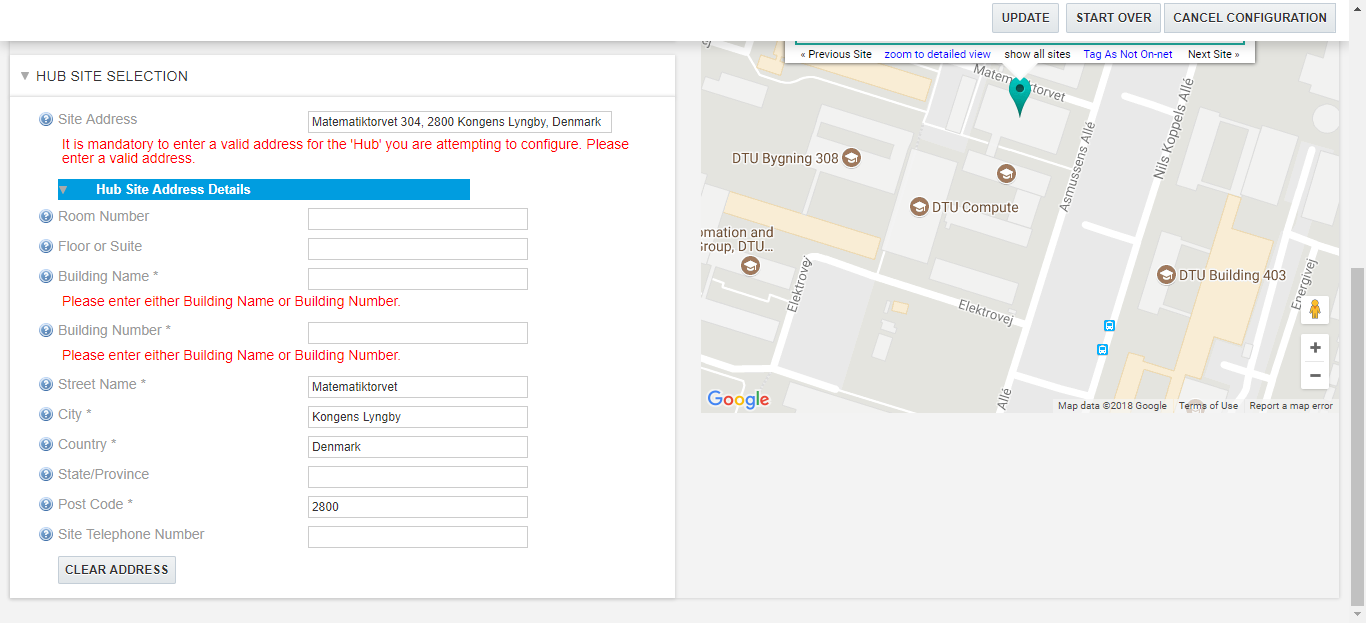 UPDATE
START OVER
CANCEL CONFIGURATION
« Previous Site
zoom to detailed view
show all sites
Tag As Not On-net
Next Site »
HUB SITE SELECTION
Site Address
Matematiktorvet 304, 2800 Kongens Lyngby, Denmark
It is mandatory to enter a valid address for the 'Hub' you are attempting to configure. Please
enter a valid address.
Hub Site Address Details
Room Number
Floor or Suite
Building Name *
Please enter either Building Name or Building Number.
Building Number *
Please enter either Building Name or Building Number.
Street Name *
Matematiktorvet
City *
Kongens Lyngby
Country *
Denmark
State/Province
Post Code *
2800
Site Telephone Number
CLEAR ADDRESS
Matematiktorvet
DTU Bygning 308
DTU Compute
Asmussens Allé
Nils Koppels Allé
omation and
Group, DTU...
DTU Building 403
Elektrovej
Elektrovej
Energivej
Allé
Google
Map data ©2018 Google
Terms of Use
Report a map error